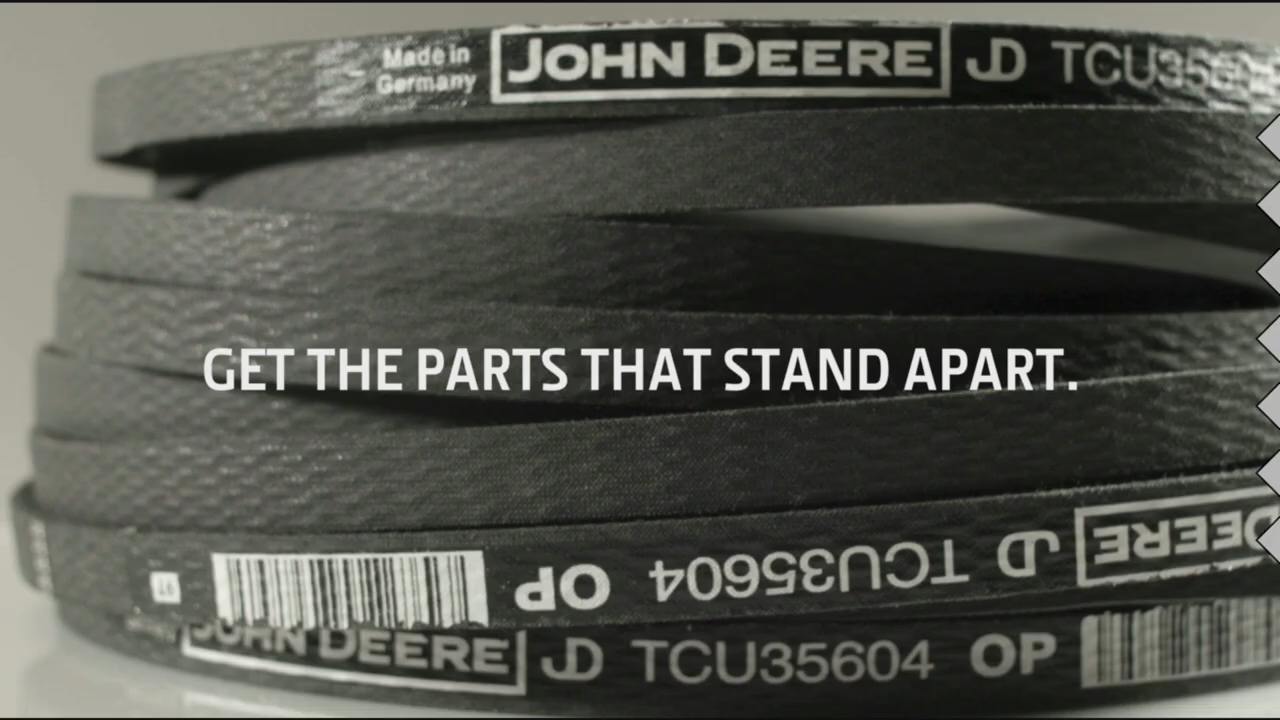 Made in
Germany
JOHN DEERE JD TCU35604
GET THE PARTS THAT STAND APART.
DEERE JD TCU35604 OP
JOHN DEERE JD TCU35604 OP